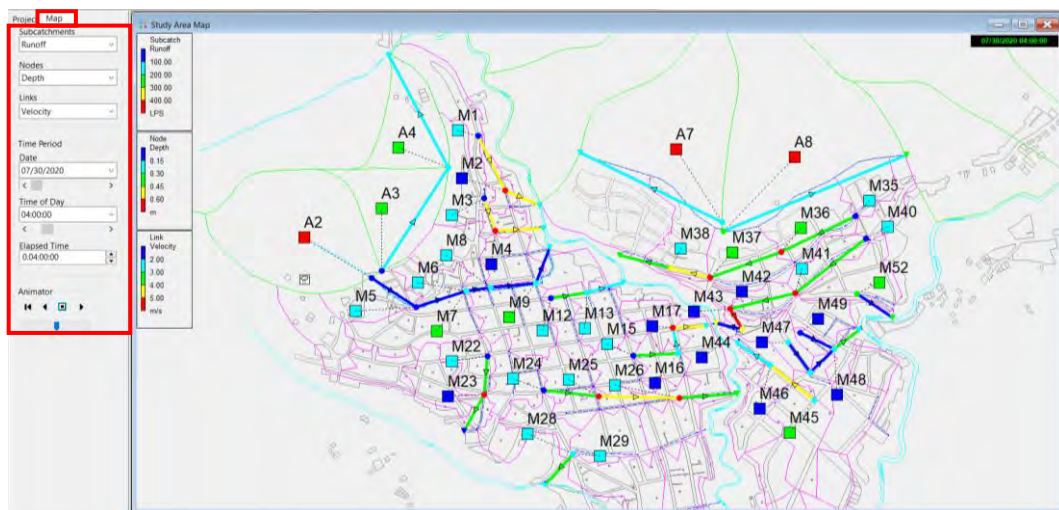 Project Map
Subcatchments
Runoff
Nodes
Depth
Links
Velocity
Time Period
Date
07/30/2020
Time of Day
04:00:00
Elapsed Time
0.04:00:00
Animator
Study Area Map
07/30/2020 04:00:00
Subcatch
Runoff
100.00
200.00
300.00
400.00
LPS
Node
Depth
0.15
0.30
0.45
0.60
m
Link
Velocity
2.00
3.00
4.00
5.00
m/s
M1
A4
A7
A8
M2
A3
M3
M35
A2
M36
M40
M38
M37
M8
M4
M41
M6
M42
M52
M5
M9
M43
M49
M7
M13
M17
M12
M15
M47
M22
M44
M24
M25
M26
M16
M23
M46
M48
M28
M45
M29